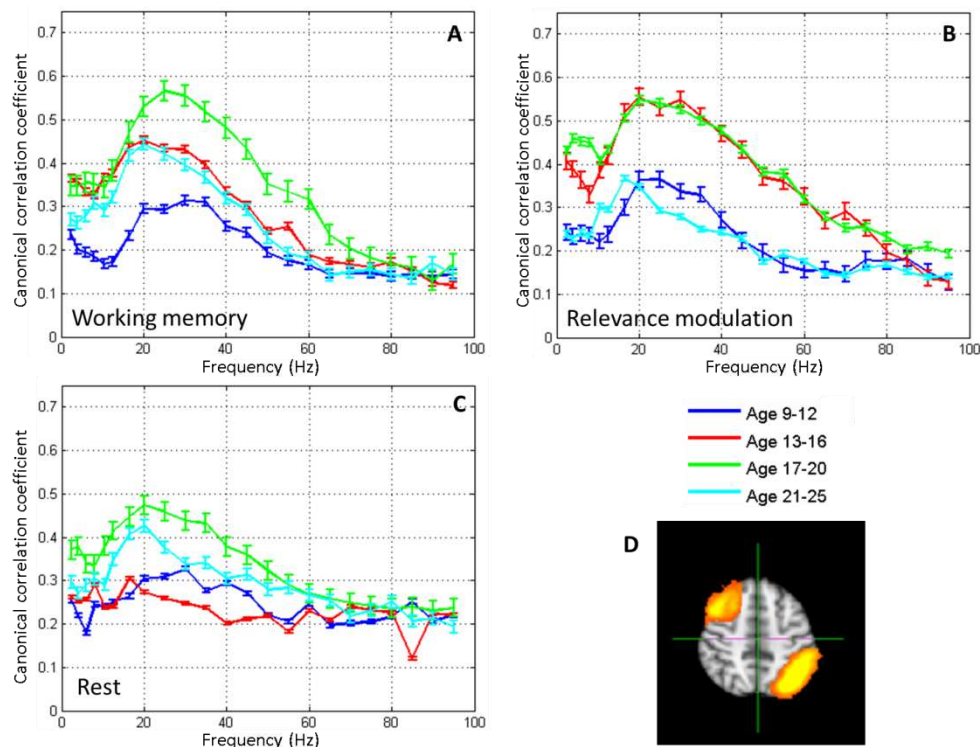 A
0.7
0.6
0.5
0.4
0.3
0.2
0.1
0 20 40 60 80 100
Canonical correlation coefficient
Frequency (Hz)
Working memory
B
0.7
0.6
0.5
0.4
0.3
0.2
0.1
0 20 40 60 80 100
Canonical correlation coefficient
Frequency (Hz)
Relevance modulation
C
0.7
0.6
0.5
0.4
0.3
0.2
0.1
0 20 40 60 80 100
Canonical correlation coefficient
Frequency (Hz)
Rest
Age 9-12
Age 13-16
Age 17-20
Age 21-25
D